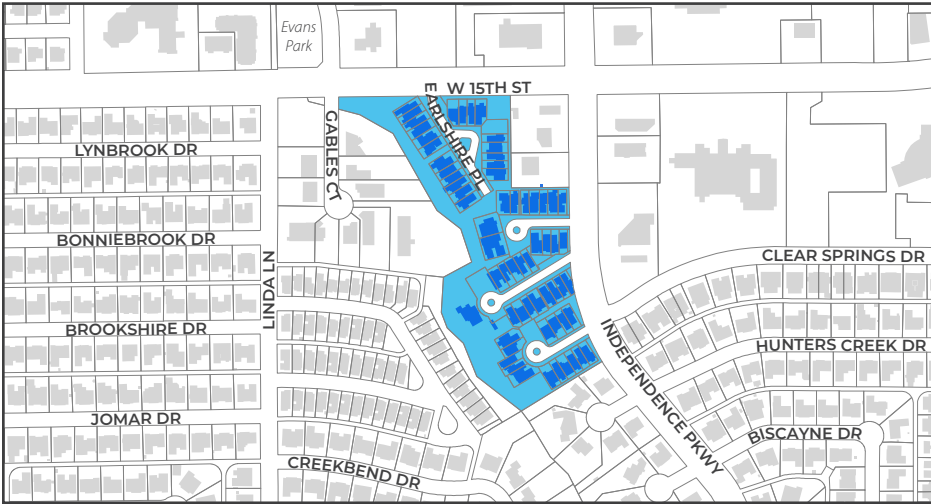 Evans
Park
W 15TH ST
EARLSHIRE PL
GABLES CT
LYNBROOK DR
BONNIEBROOK DR
LINDA LN
CLEAR SPRINGS DR
BROOKSHIRE DR
INDEPENDENCE PKWY
HUNTERS CREEK DR
JOMAR DR
BISCAYNE DR
CREEKBEND DR